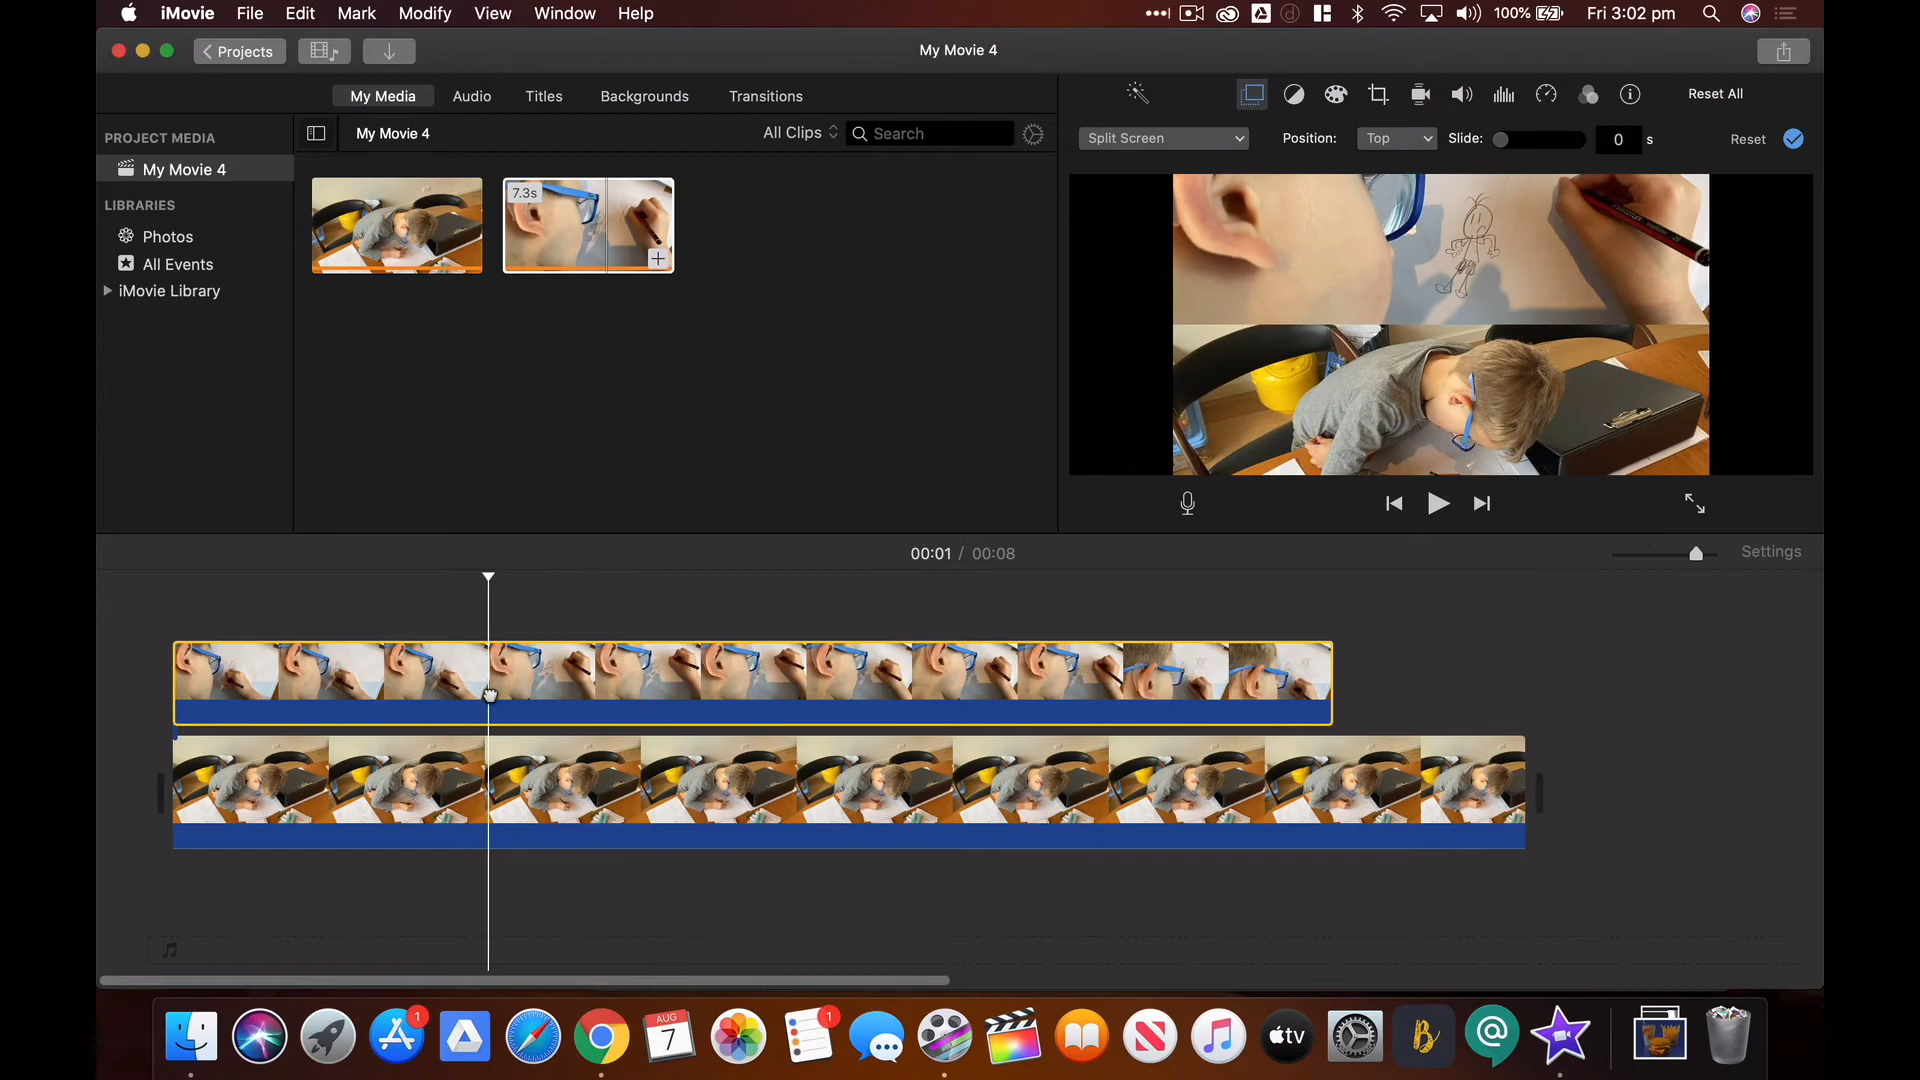 iMovie File Edit Mark Modify View Window Help 100% Fri 3:02 pm
Projects My Movie 4
My Media Audio Titles Backgrounds Transitions Reset All
PROJECT MEDIA My Movie 4 All Clips Search Split Screen Position: Top Slide: 0 s Reset
My Movie 4
LIBRARIES
Photos
All Events
iMovie Library
7.3s
00:01 / 00:08 Settings
1
AUG
7
1
tv